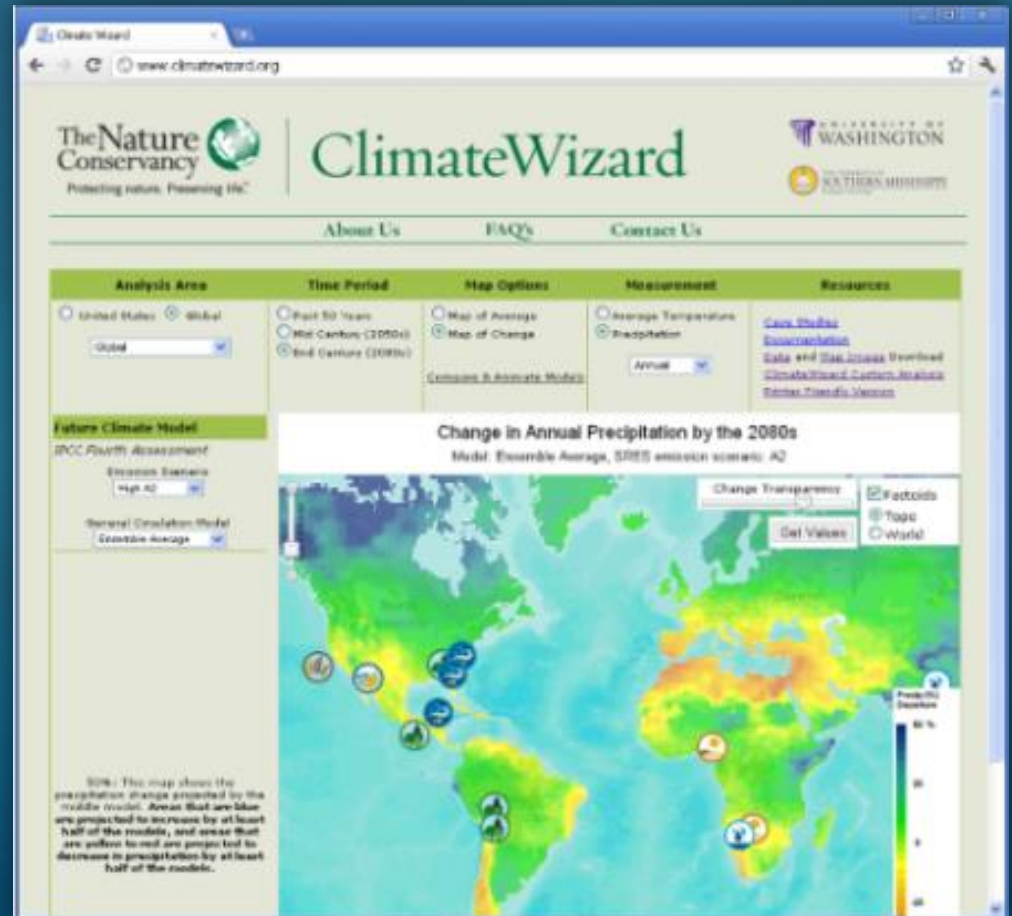 Climate Wizard
www.climatewizard.org
The Nature
Conservancy
Protecting nature. Preserving life.™
ClimateWizard
UNIVERSITY OF
WASHINGTON
SOUTHERN MISSISSIPPI
About Us FAQ's Contact Us
Analysis Area Time Period Map Options Measurement Resources
United States Global
Global
Past 50 Years
Mid Century (2050s)
End Century (2080s)
Map of Average
Map of Change
Compare & Animate Models
Average Temperature
Precipitation
Annual
Case Studies
Documentation
Data and Map Image Download
ClimateWizard Custom Analysis
Printer Friendly Version
Future Climate Model
IPCC Fourth Assessment
Emission Scenario
High A2
General Circulation Model
Ensemble Average
Change in Annual Precipitation by the 2080s
Model: Ensemble Average, SRES emission scenario: A2
Change Transparency
Get Values
Factoids
Topo
World
50%: This map shows the
precipitation change projected by the
middle model. Areas that are blue
are projected to increase by at least
half of the models, and areas that
are yellow to red are projected to
decrease in precipitation by at least
half of the models.
Departure